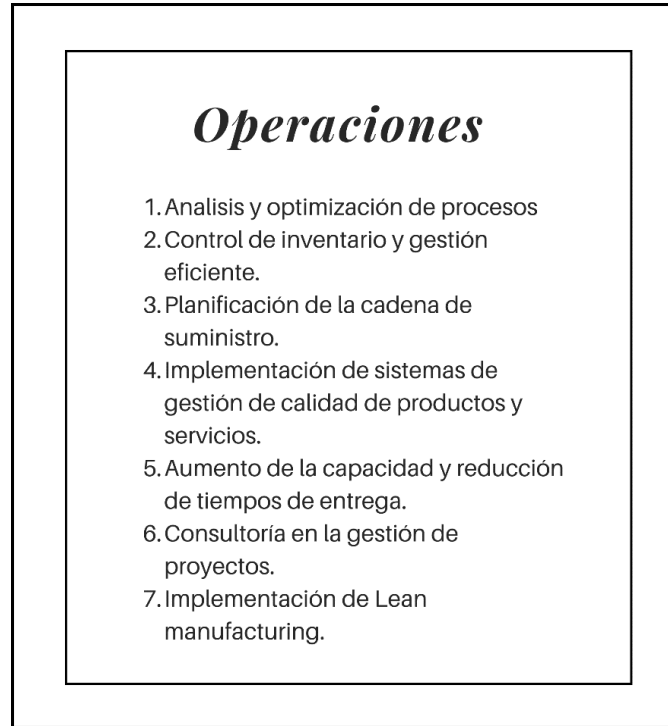 Operaciones
1. Analisis y optimización de procesos
2. Control de inventario y gestión
eficiente.
3. Planificación de la cadena de
suministro.
4. Implementación de sistemas de
gestión de calidad de productos y
servicios.
5. Aumento de la capacidad y reducción
de tiempos de entrega.
6. Consultoría en la gestión de
proyectos.
7. Implementación de Lean
manufacturing.